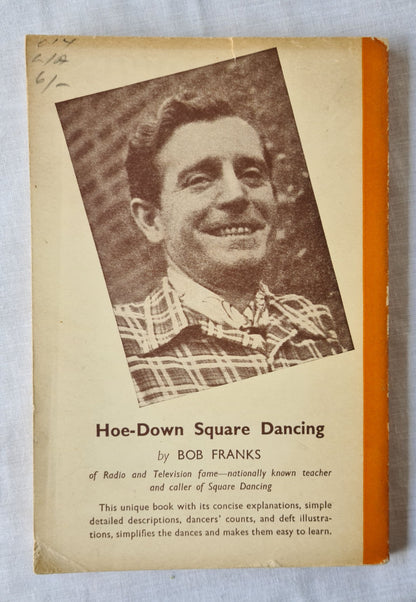 6/-
Hoe-Down Square Dancing
by BOB FRANKS
of Radio and Television fame—nationally known teacher
and caller of Square Dancing
This unique book with its concise explanations, simple
detailed descriptions, dancers' counts, and deft illustra-
tions, simplifies the dances and makes them easy to learn.